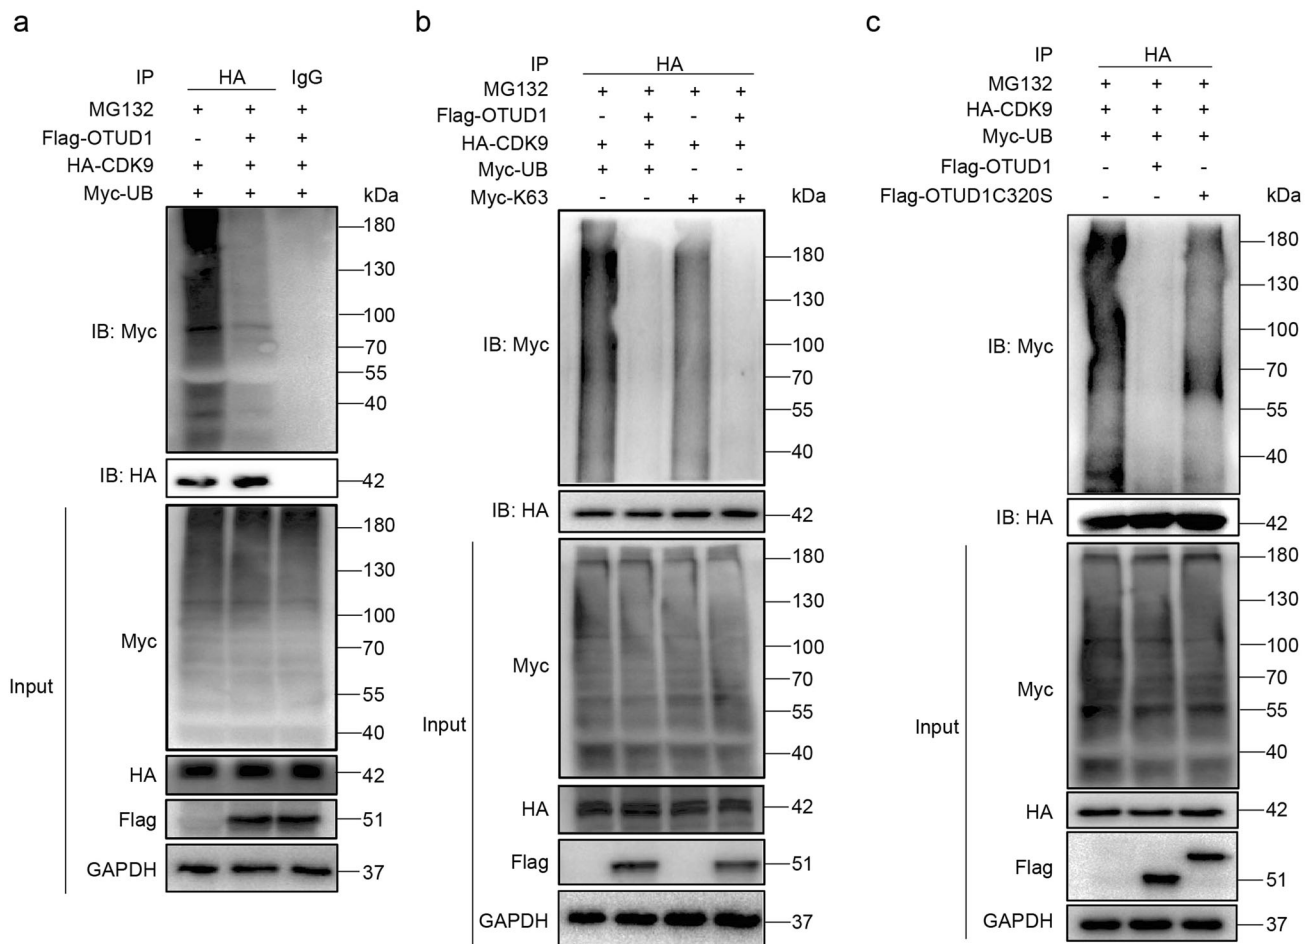 a
IP HA IgG
MG132 + + +
Flag-OTUD1 - + +
HA-CDK9 + + +
Myc-UB + + + kDa
IB: Myc
180
130
100
70
55
40
IB: HA 42
Input
Myc
180
130
100
70
55
40
HA 42
Flag 51
GAPDH 37
b
IP HA
MG132 + + + +
Flag-OTUD1 - + - +
HA-CDK9 + + + +
Myc-UB + + - -
Myc-K63 - - + + kDa
IB: Myc
180
130
100
70
55
40
IB: HA 42
Input
Myc
180
130
100
70
55
40
HA 42
Flag 51
GAPDH 37
c
IP HA
MG132 + + +
HA-CDK9 + + +
Myc-UB + + +
Flag-OTUD1 - + -
Flag-OTUD1C320S - - + kDa
IB: Myc
180
130
100
70
55
40
IB: HA 42
Input
Myc
180
130
100
70
55
40
HA 42
Flag 51
GAPDH 37